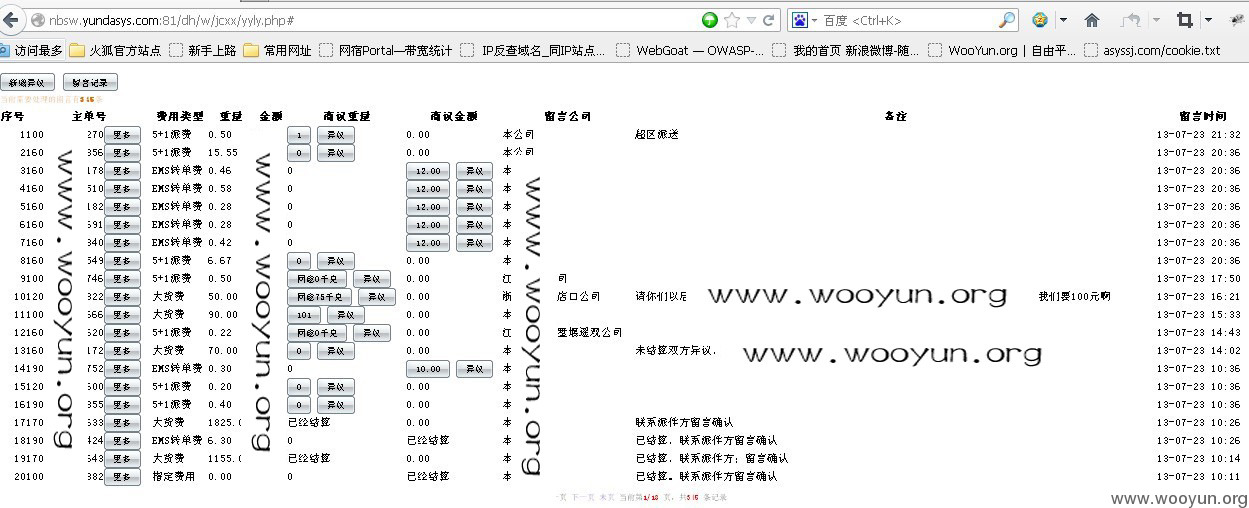 nbsw.yundasys.com:81/dh/w/jcxx/yyly.php#
百度 <Ctrl+K>
访问最多 火狐官方站点 新手上路 常用网址 网宿Portal—带宽统计 IP反查域名_同IP站点... WebGoat — OWASP-... 我的首页 新浪微博-随... WooYun.org | 自由平... asyssj.com/cookie.txt
新增异议 留言记录
序号 主单号 费用类型 重量 金额 商议重量 商议金额 留言公司 备注 留言时间
1100 270 更多 5+1派费 0.50 1 异议 0.00 本公司 超区派送 13-07-23 21:32
2160 356 更多 5+1派费 15.55 0 异议 0.00 本公司 13-07-23 20:36
3160 178 更多 EMS转单费 0.46 0 12.00 异议 本 13-07-23 20:36
4160 510 更多 EMS转单费 0.58 0 12.00 异议 本 13-07-23 20:36
5160 182 更多 EMS转单费 0.28 0 12.00 异议 本 13-07-23 20:36
6160 591 更多 EMS转单费 0.28 0 12.00 异议 本 13-07-23 20:36
7160 340 更多 EMS转单费 0.42 0 12.00 异议 本 13-07-23 20:36
8160 549 更多 5+1派费 6.67 0 异议 0.00 本 13-07-23 20:36
9100 746 更多 5+1派费 0.50 网@0千克 异议 0.00 江 司 13-07-23 17:50
10120 322 更多 大货费 50.00 网@75千克 异议 0.00 浙 店口公司 请你们以后 我们要100元啊 13-07-23 16:21
11100 666 更多 大货费 90.00 101 异议 0.00 本 13-07-23 15:33
12160 520 更多 5+1派费 0.22 网@0千克 异议 0.00 江 墅堰遥观公司 13-07-23 14:43
13160 172 更多 大货费 70.00 0 异议 0.00 本 未结算双方异议. 13-07-23 14:02
14190 752 更多 EMS转单费 0.30 0 10.00 异议 本 13-07-23 10:36
15120 500 更多 5+1派费 0.20 0 异议 0.00 本 13-07-23 10:36
16190 355 更多 5+1派费 0.40 0 异议 0.00 本 13-07-23 10:36
17170 533 更多 大货费 1825. 已经结算 0.00 本 联系派件方留言确认 13-07-23 10:26
18190 424 更多 EMS转单费 6.30 0 已经结算 本 已结算，联系派件方留言确认 13-07-23 10:26
19170 543 更多 大货费 1155. 已经结算 0.00 本 已结算，联系派件方；留言确认 13-07-23 10:14
20100 382 更多 指定费用 0.00 0 已经结算 本 已结算。联系派件方留言确认 13-07-23 10:11
下一页 末页 当前第1/18 页，共
条记录
www.wooyun.org
www.wooyun.org
www.wooyun.org
www.wooyun.org
www.wooyun.org
www.wooyun.org